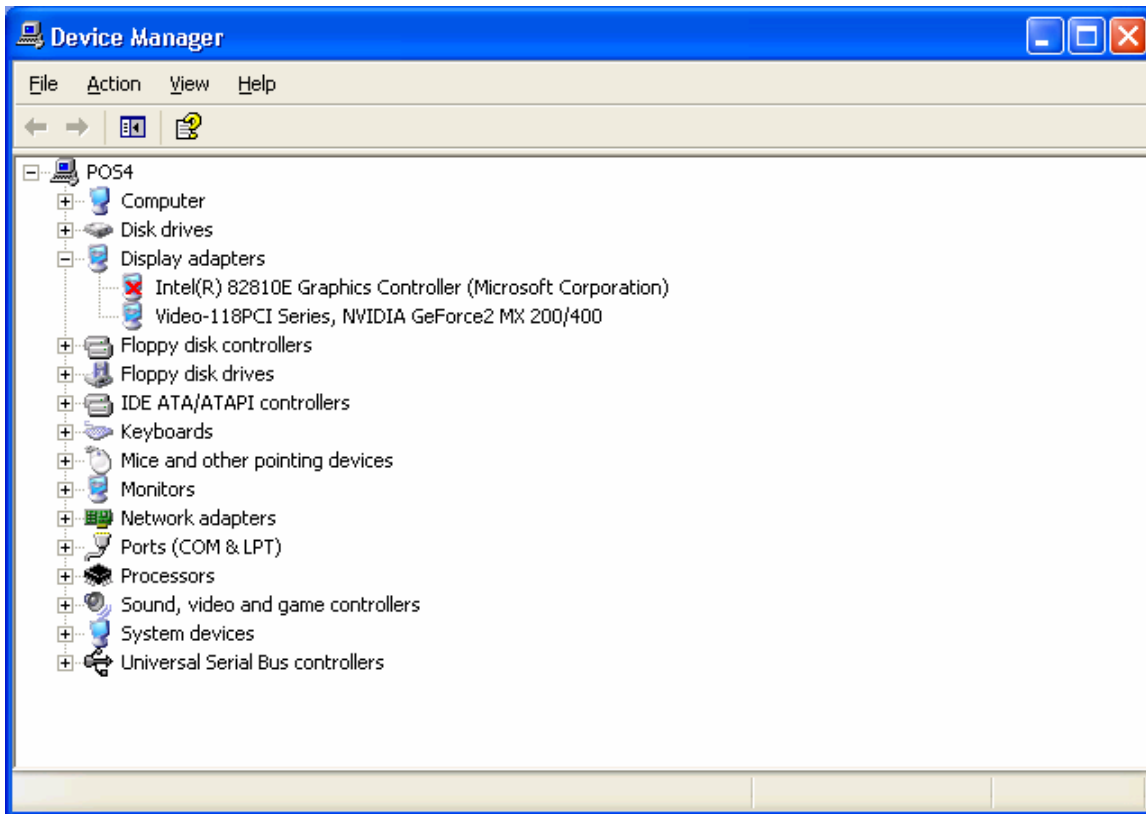 Device Manager
File Action View Help
POS4
Computer
Disk drives
Display adapters
Intel(R) 82810E Graphics Controller (Microsoft Corporation)
Video-118PCI Series, NVIDIA GeForce2 MX 200/400
Floppy disk controllers
Floppy disk drives
IDE ATA/ATAPI controllers
Keyboards
Mice and other pointing devices
Monitors
Network adapters
Ports (COM & LPT)
Processors
Sound, video and game controllers
System devices
Universal Serial Bus controllers